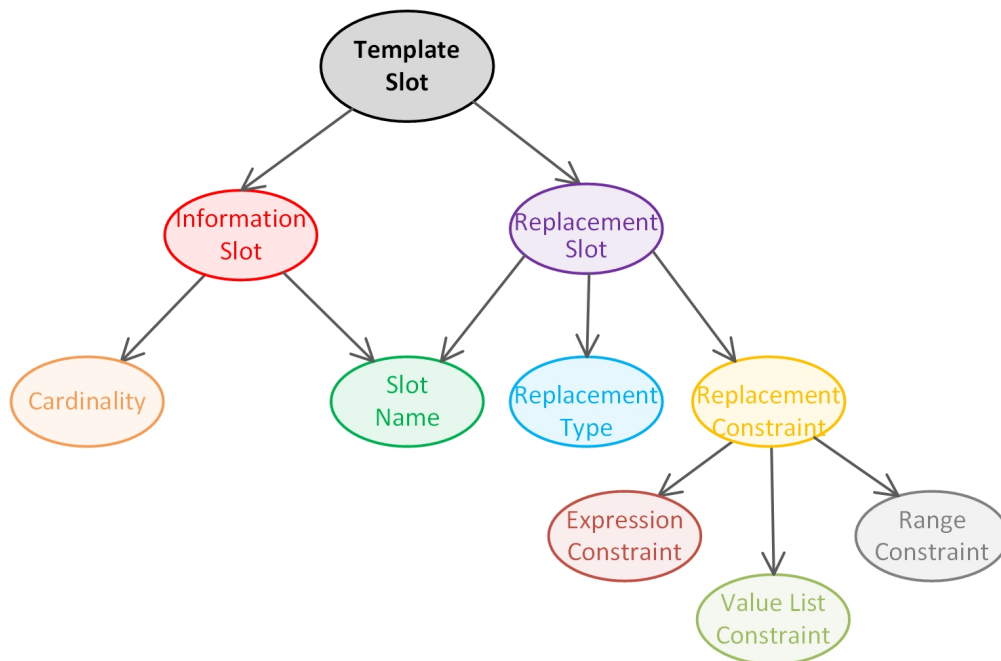 Template
Slot
Information
Slot
Replacement
Slot
Cardinality
Slot
Name
Replacement
Type
Replacement
Constraint
Expression
Constraint
Range
Constraint
Value List
Constraint